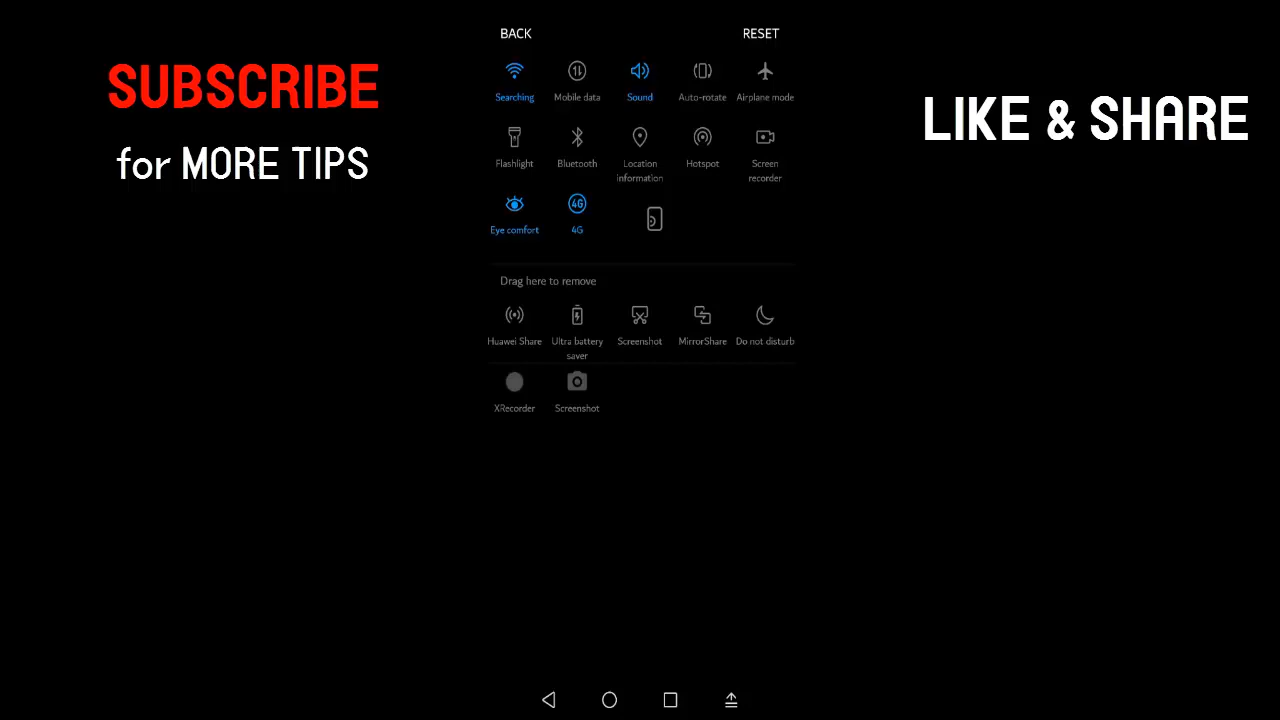 BACK
RESET
SUBSCRIBE
for MORE TIPS
LIKE & SHARE
Searching
Mobile data
Sound
Auto-rotate
Airplane mode
Flashlight
Bluetooth
Location
information
Hotspot
Screen
recorder
Eye comfort
4G
4G
Drag here to remove
Huawei Share
Ultra battery
saver
Screenshot
MirrorShare
Do not disturb
XRecorder
Screenshot